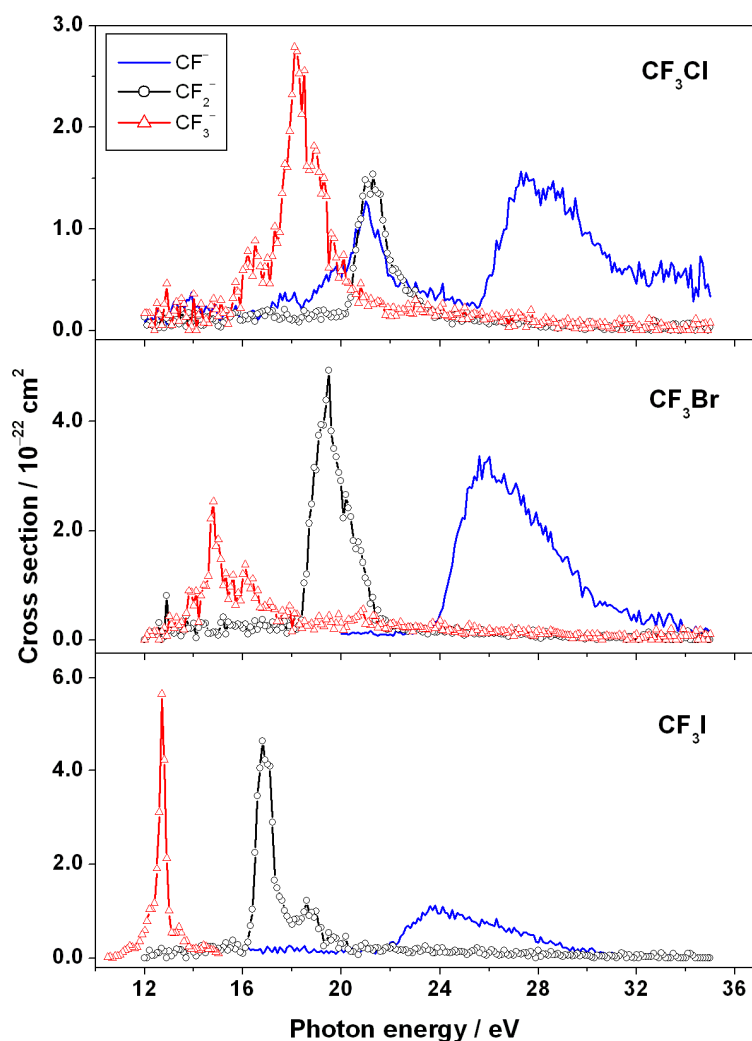 3.0
2.0
1.0
0.0
CF⁻
CF₂⁻
CF₃⁻
CF₃Cl
4.0
2.0
0.0
CF₃Br
6.0
4.0
2.0
0.0
CF₃I
Cross section / 10⁻²² cm²
12 16 20 24 28 32 36
Photon energy / eV